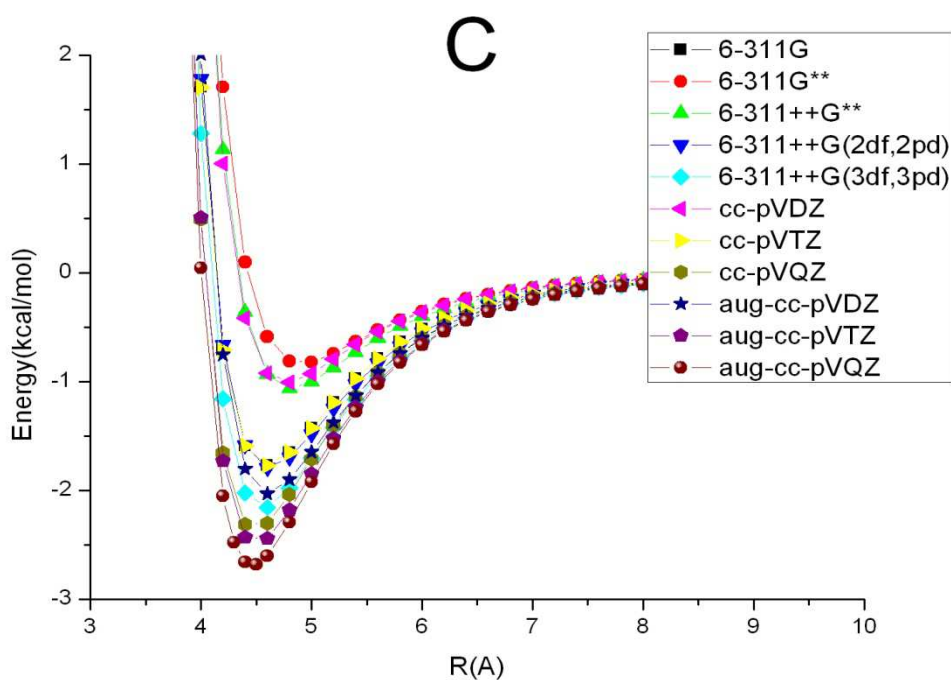 C
6-311G
6-311G**
6-311++G**
6-311++G(2df,2pd)
6-311++G(3df,3pd)
cc-pVDZ
cc-pVTZ
cc-pVQZ
aug-cc-pVDZ
aug-cc-pVTZ
aug-cc-pVQZ
2
1
0
-1
-2
-3
Energy(kcal/mol)
3 4 5 6 7 8 9 10
R(A)